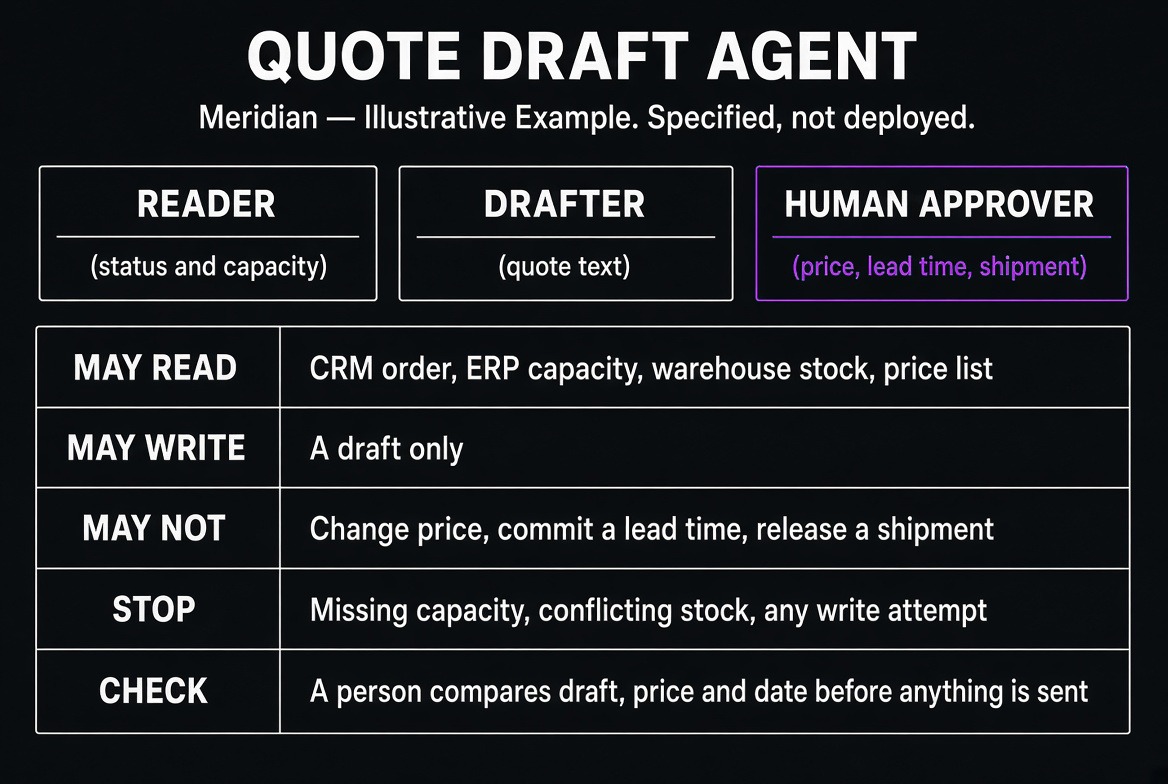 QUOTE DRAFT AGENT
Meridian — Illustrative Example. Specified, not deployed.
READER
(status and capacity)
DRAFTER
(quote text)
HUMAN APPROVER
(price, lead time, shipment)
MAY READ
CRM order, ERP capacity, warehouse stock, price list
MAY WRITE
A draft only
MAY NOT
Change price, commit a lead time, release a shipment
STOP
Missing capacity, conflicting stock, any write attempt
CHECK
A person compares draft, price and date before anything is sent